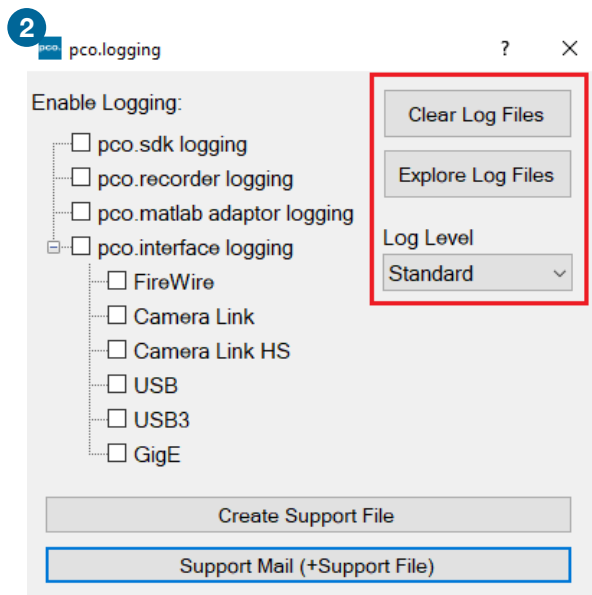 2
pco. pco.logging
?
Enable Logging:
pco.sdk logging
pco.recorder logging
pco.matlab adaptor logging
pco.interface logging
FireWire
Camera Link
Camera Link HS
USB
USB3
GigE
Clear Log Files
Explore Log Files
Log Level
Standard
Create Support File
Support Mail (+Support File)